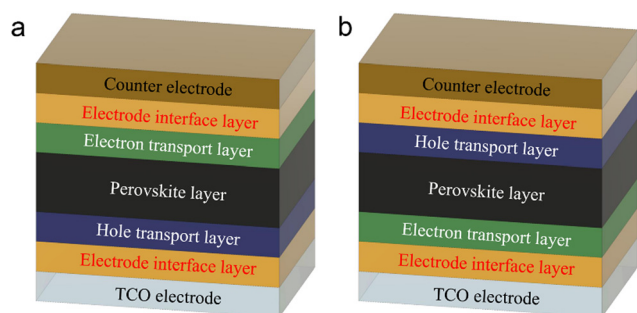 a
Counter electrode
Electrode interface layer
Electron transport layer
Perovskite layer
Hole transport layer
Electrode interface layer
TCO electrode
b
Counter electrode
Electrode interface layer
Hole transport layer
Perovskite layer
Electron transport layer
Electrode interface layer
TCO electrode